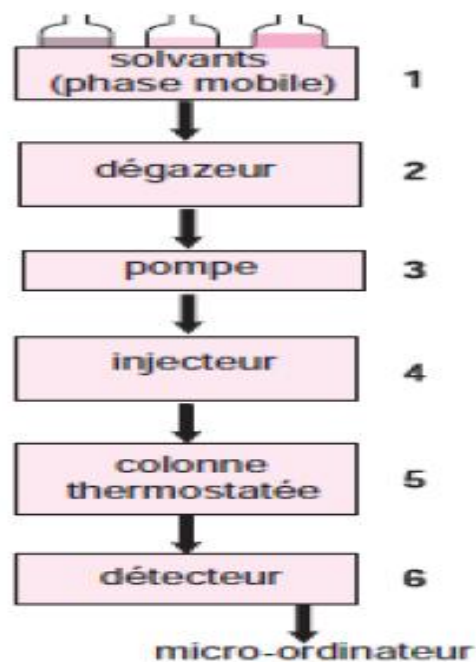 solvants
(phase mobile) 1
dégazeur 2
pompe 3
injecteur 4
colonne
thermostatée 5
détecteur 6
micro-ordinateur